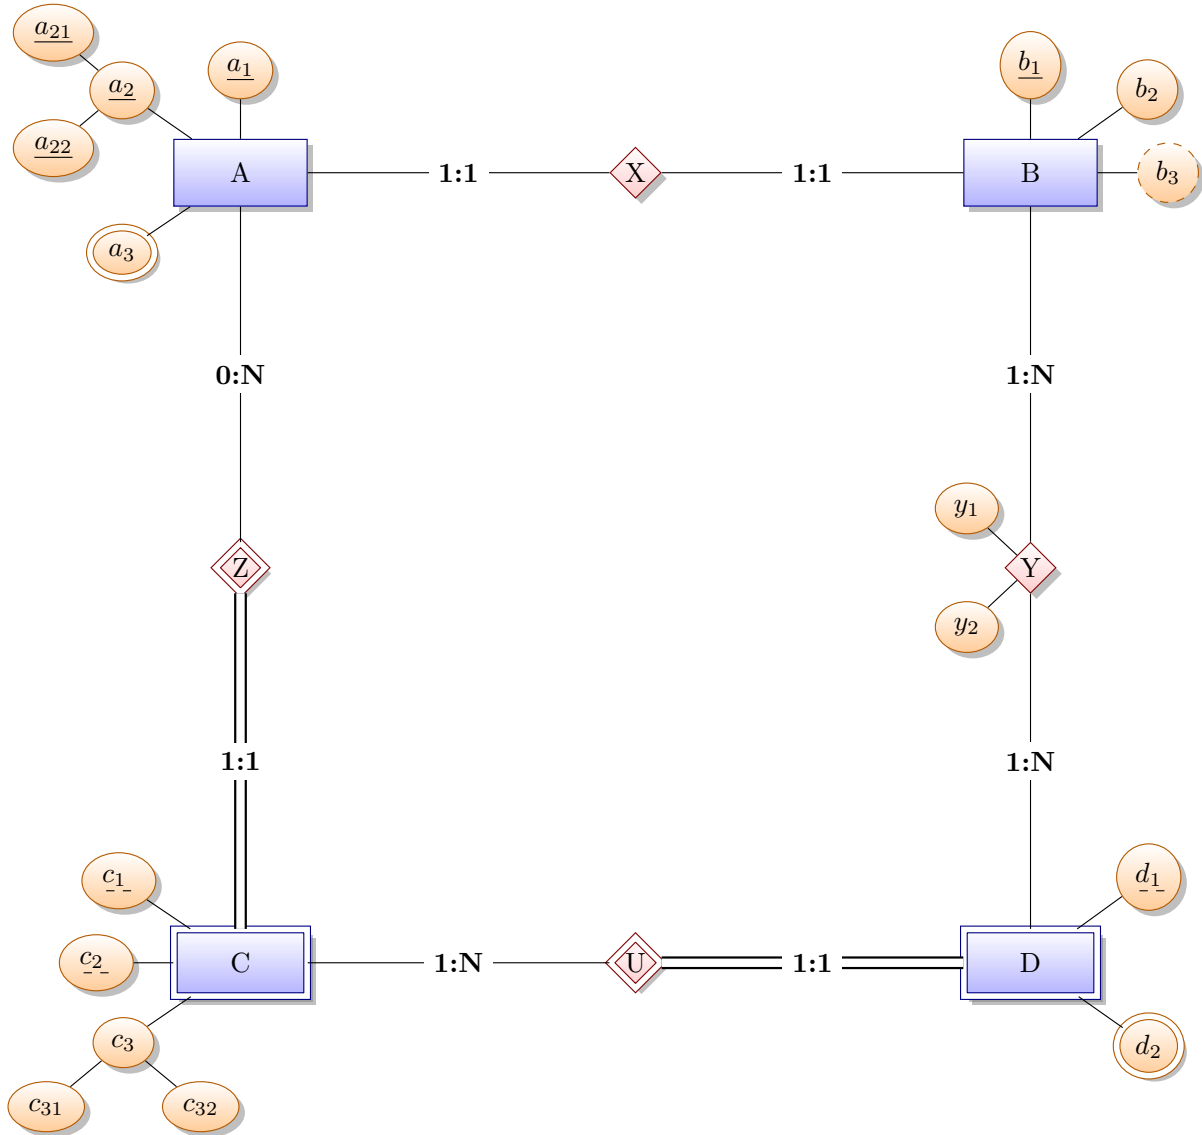 a₂₁
a₁
a₂
a₂₂
A
1:1
X
1:1
B
b₁
b₂
b₃
a₃
0:N
1:N
y₁
Z
Y
y₂
1:1
1:N
c₁
d₁
c₂
C
1:N
U
1:1
D
c₃
d₂
c₃₁
c₃₂